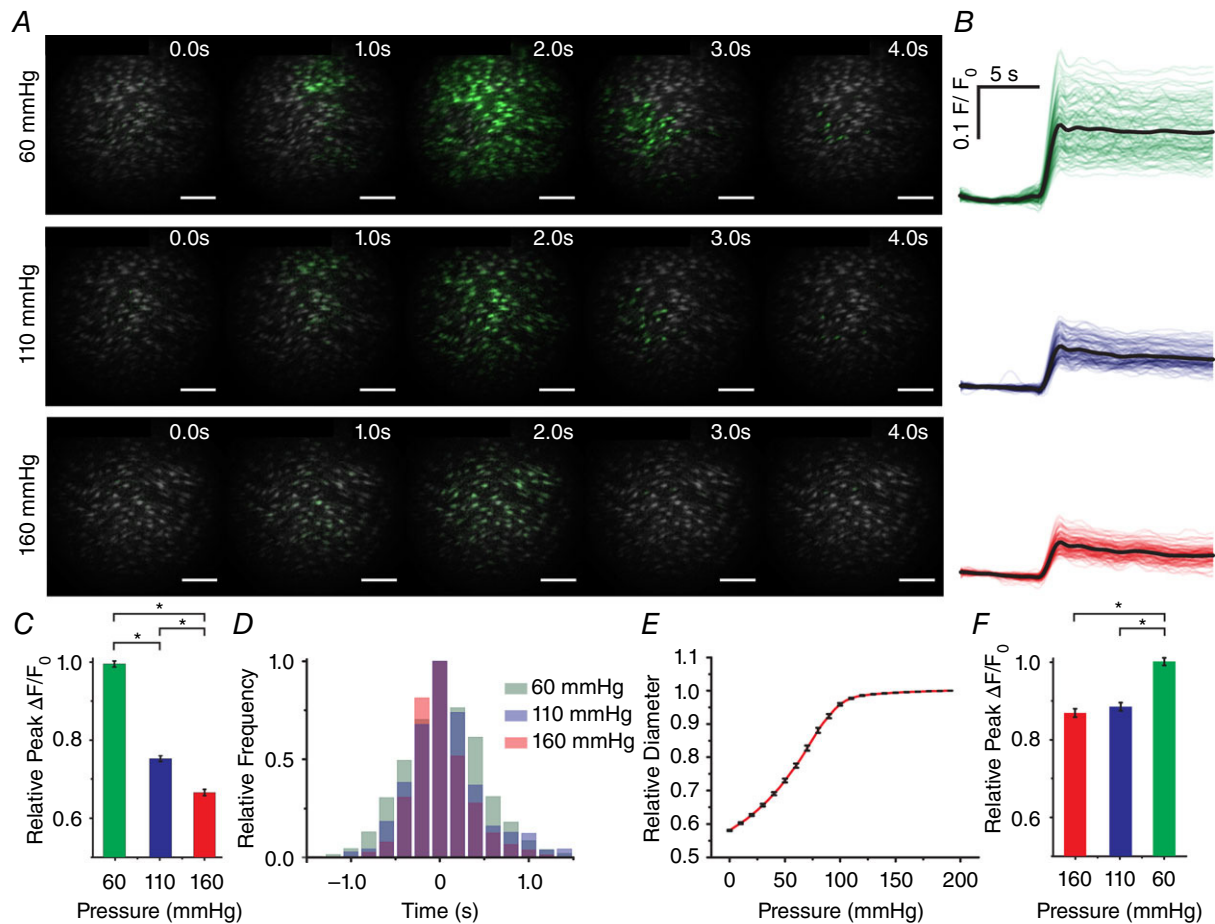 A
B
0.0s 1.0s 2.0s 3.0s 4.0s
60 mmHg
5 s
0.1 F/ F0
0.0s 1.0s 2.0s 3.0s 4.0s
110 mmHg
0.0s 1.0s 2.0s 3.0s 4.0s
160 mmHg
C
*
* *
Relative Peak ΔF/F0
1.0
0.8
0.6
60 110 160
Pressure (mmHg)
D
Relative Frequency
1.0
0.5
0.0
60 mmHg
110 mmHg
160 mmHg
–1.0 0 1.0
Time (s)
E
Relative Diameter
1.1
1.0
0.9
0.8
0.7
0.6
0.5
0 50 100 150 200
Pressure (mmHg)
F
*
*
Relative Peak ΔF/F0
1.0
0.8
0.6
160 110 60
Pressure (mmHg)